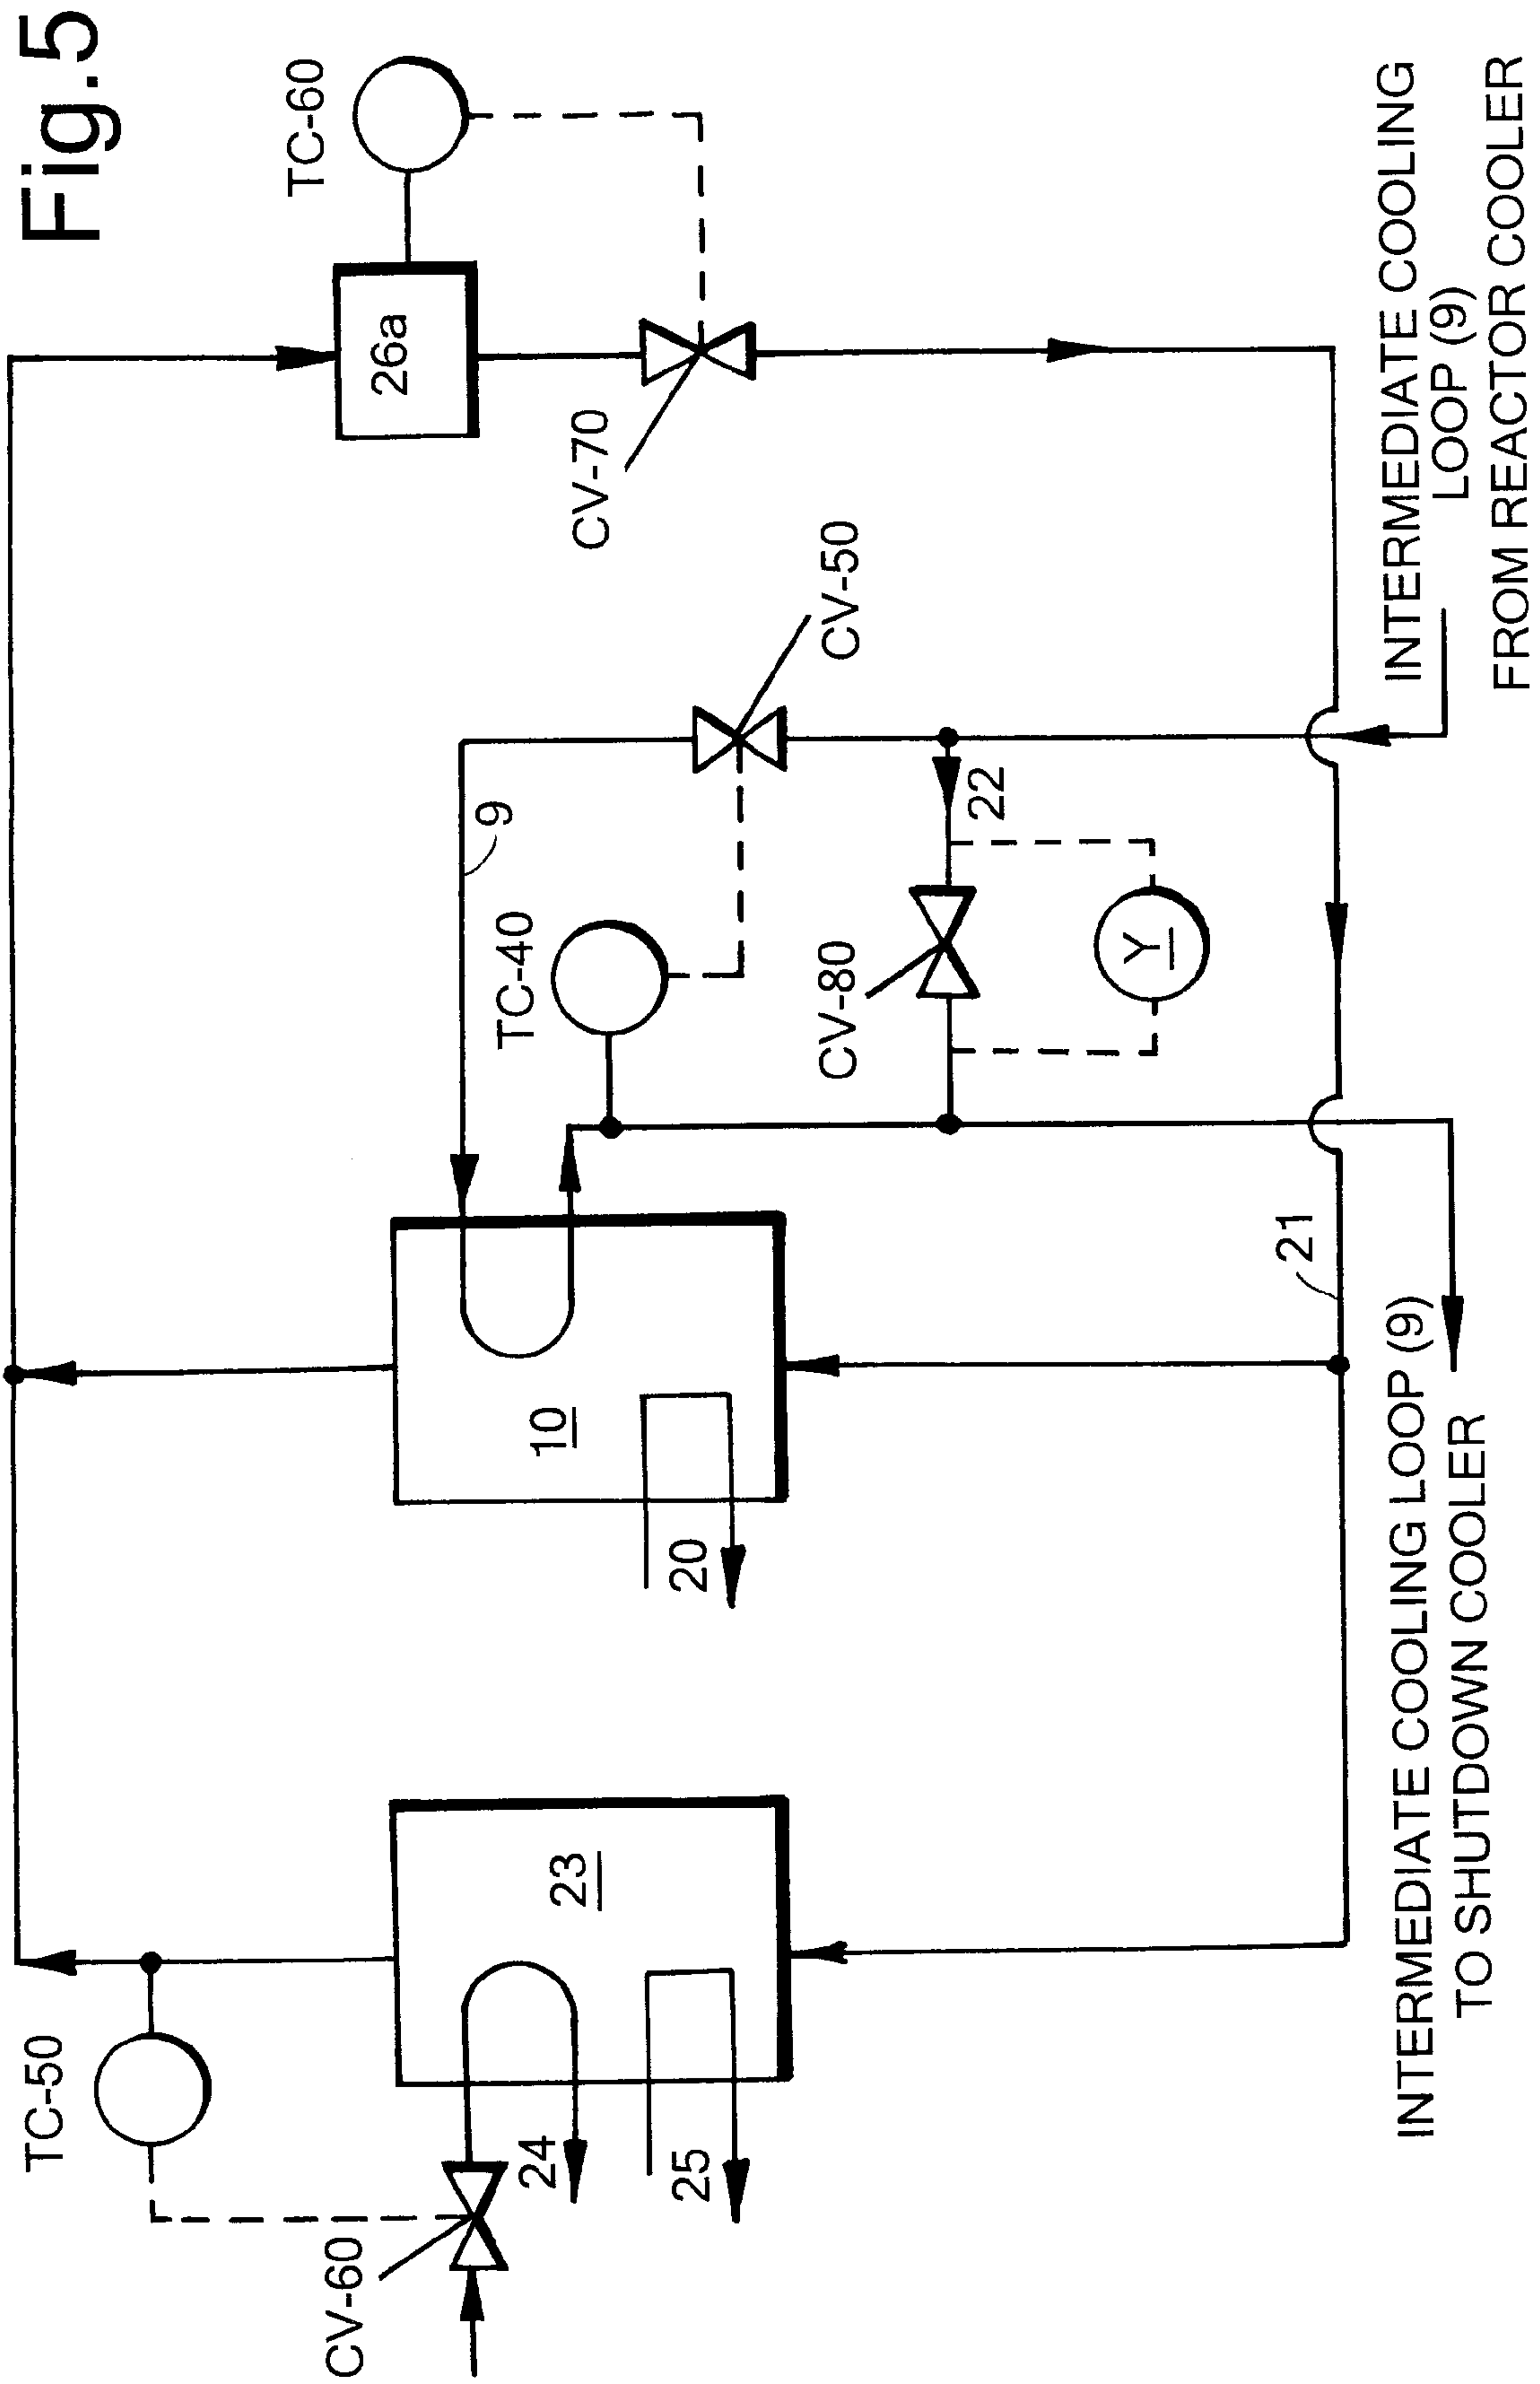 Fig.5
TC-50
CV-60
24
25
23
20
10
TC-40
9
CV-80
22
Y
CV-50
CV-70
26a
TC-60
21
INTERMEDIATE COOLING LOOP (9)
TO SHUTDOWN COOLER
INTERMEDIATE COOLING
LOOP (9)
FROM REACTOR COOLER